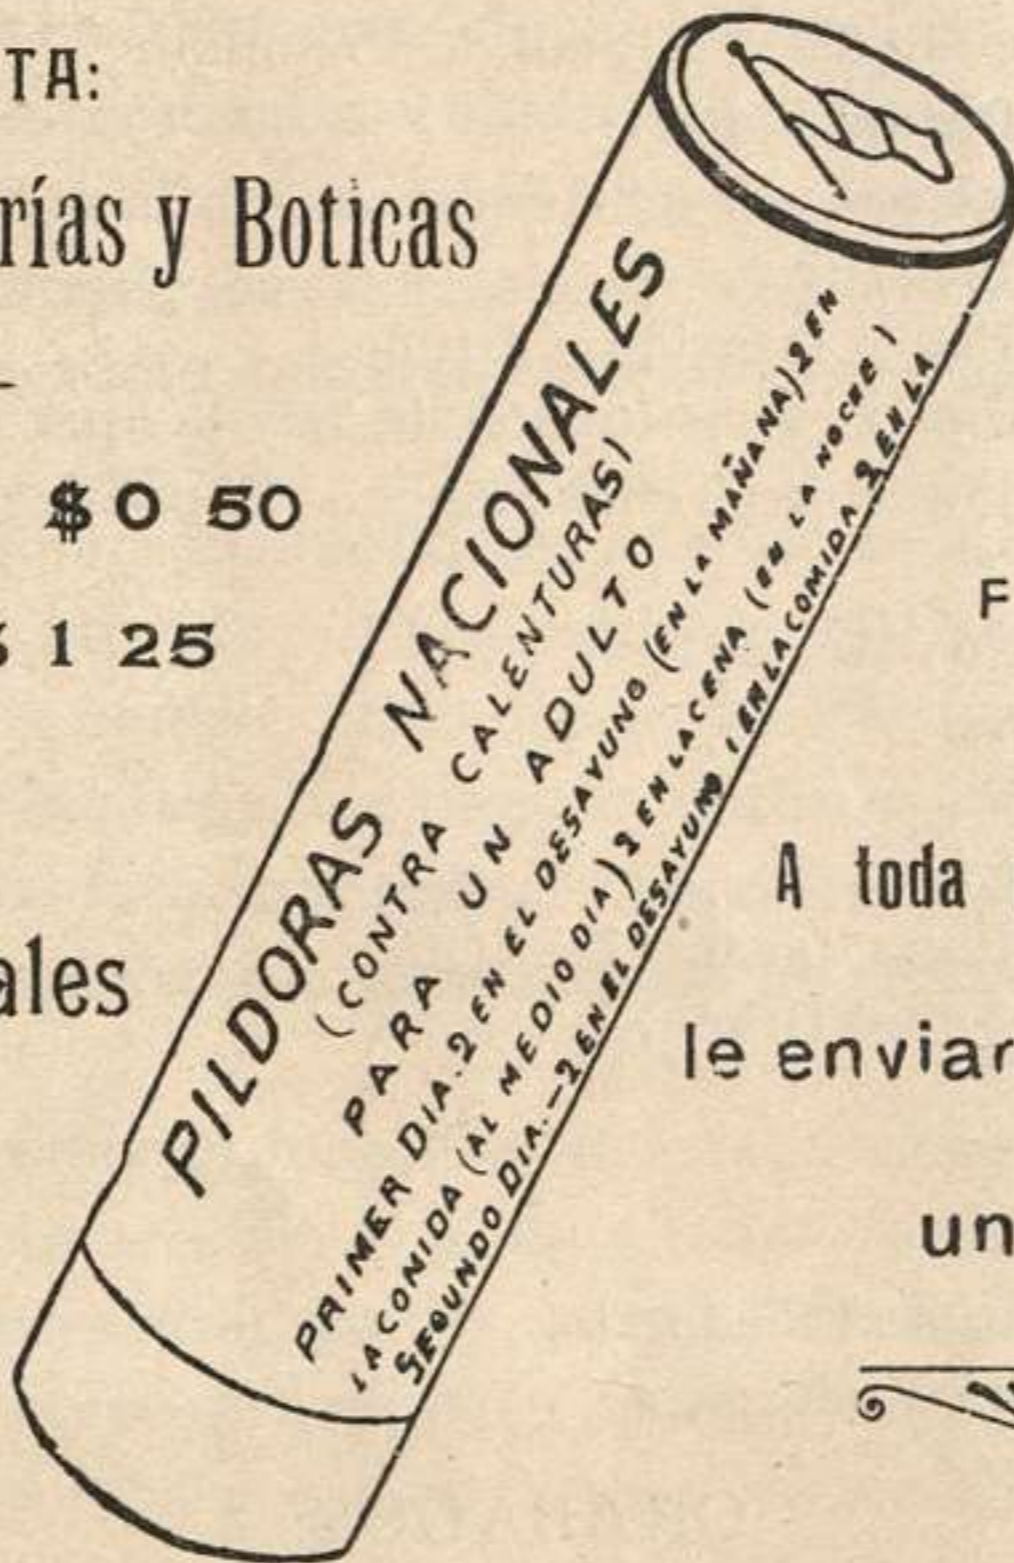 TA:
rías y Boticas
$ 0 50
$ 1 25
ales
PILDORAS NACIONALES
(CONTRA CALENTURAS)
PARA UN ADULTO
PRIMER DIA. 2 EN EL DESAYUNO (EN LA MAÑANA) 2 EN
LA CONIDA (AL MEDIO DIA) 2 EN LA CENA (EN LA NOCHE)
SEGUNDO DIA. — 2 EN EL DESAYUNO 1 EN LA COMIDA 2 EN LA
F
A toda
le enviar
un